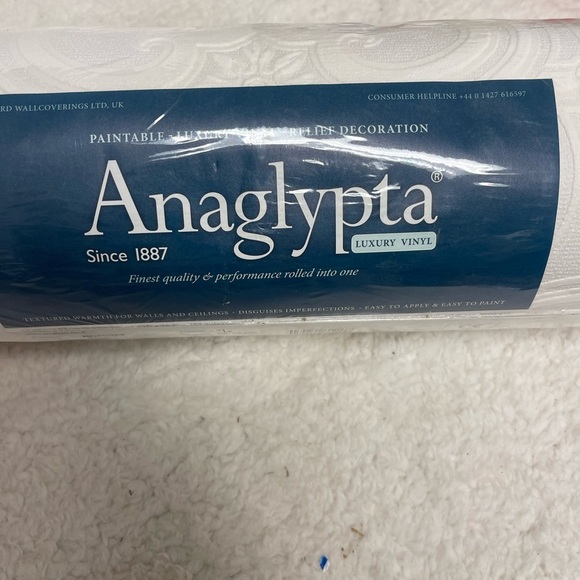 RD WALLCOVERINGS LTD, UK
CONSUMER HELPLINE +44 0 1427 616597
PAINTABLE - LUXURY RELIEF DECORATION
Anaglypta®
LUXURY VINYL
Since 1887
Finest quality & performance rolled into one
TEXTURED WARMTH FOR WALLS AND CEILINGS - DISGUISES IMPERFECTIONS - EASY TO APPLY & EASY TO PAINT